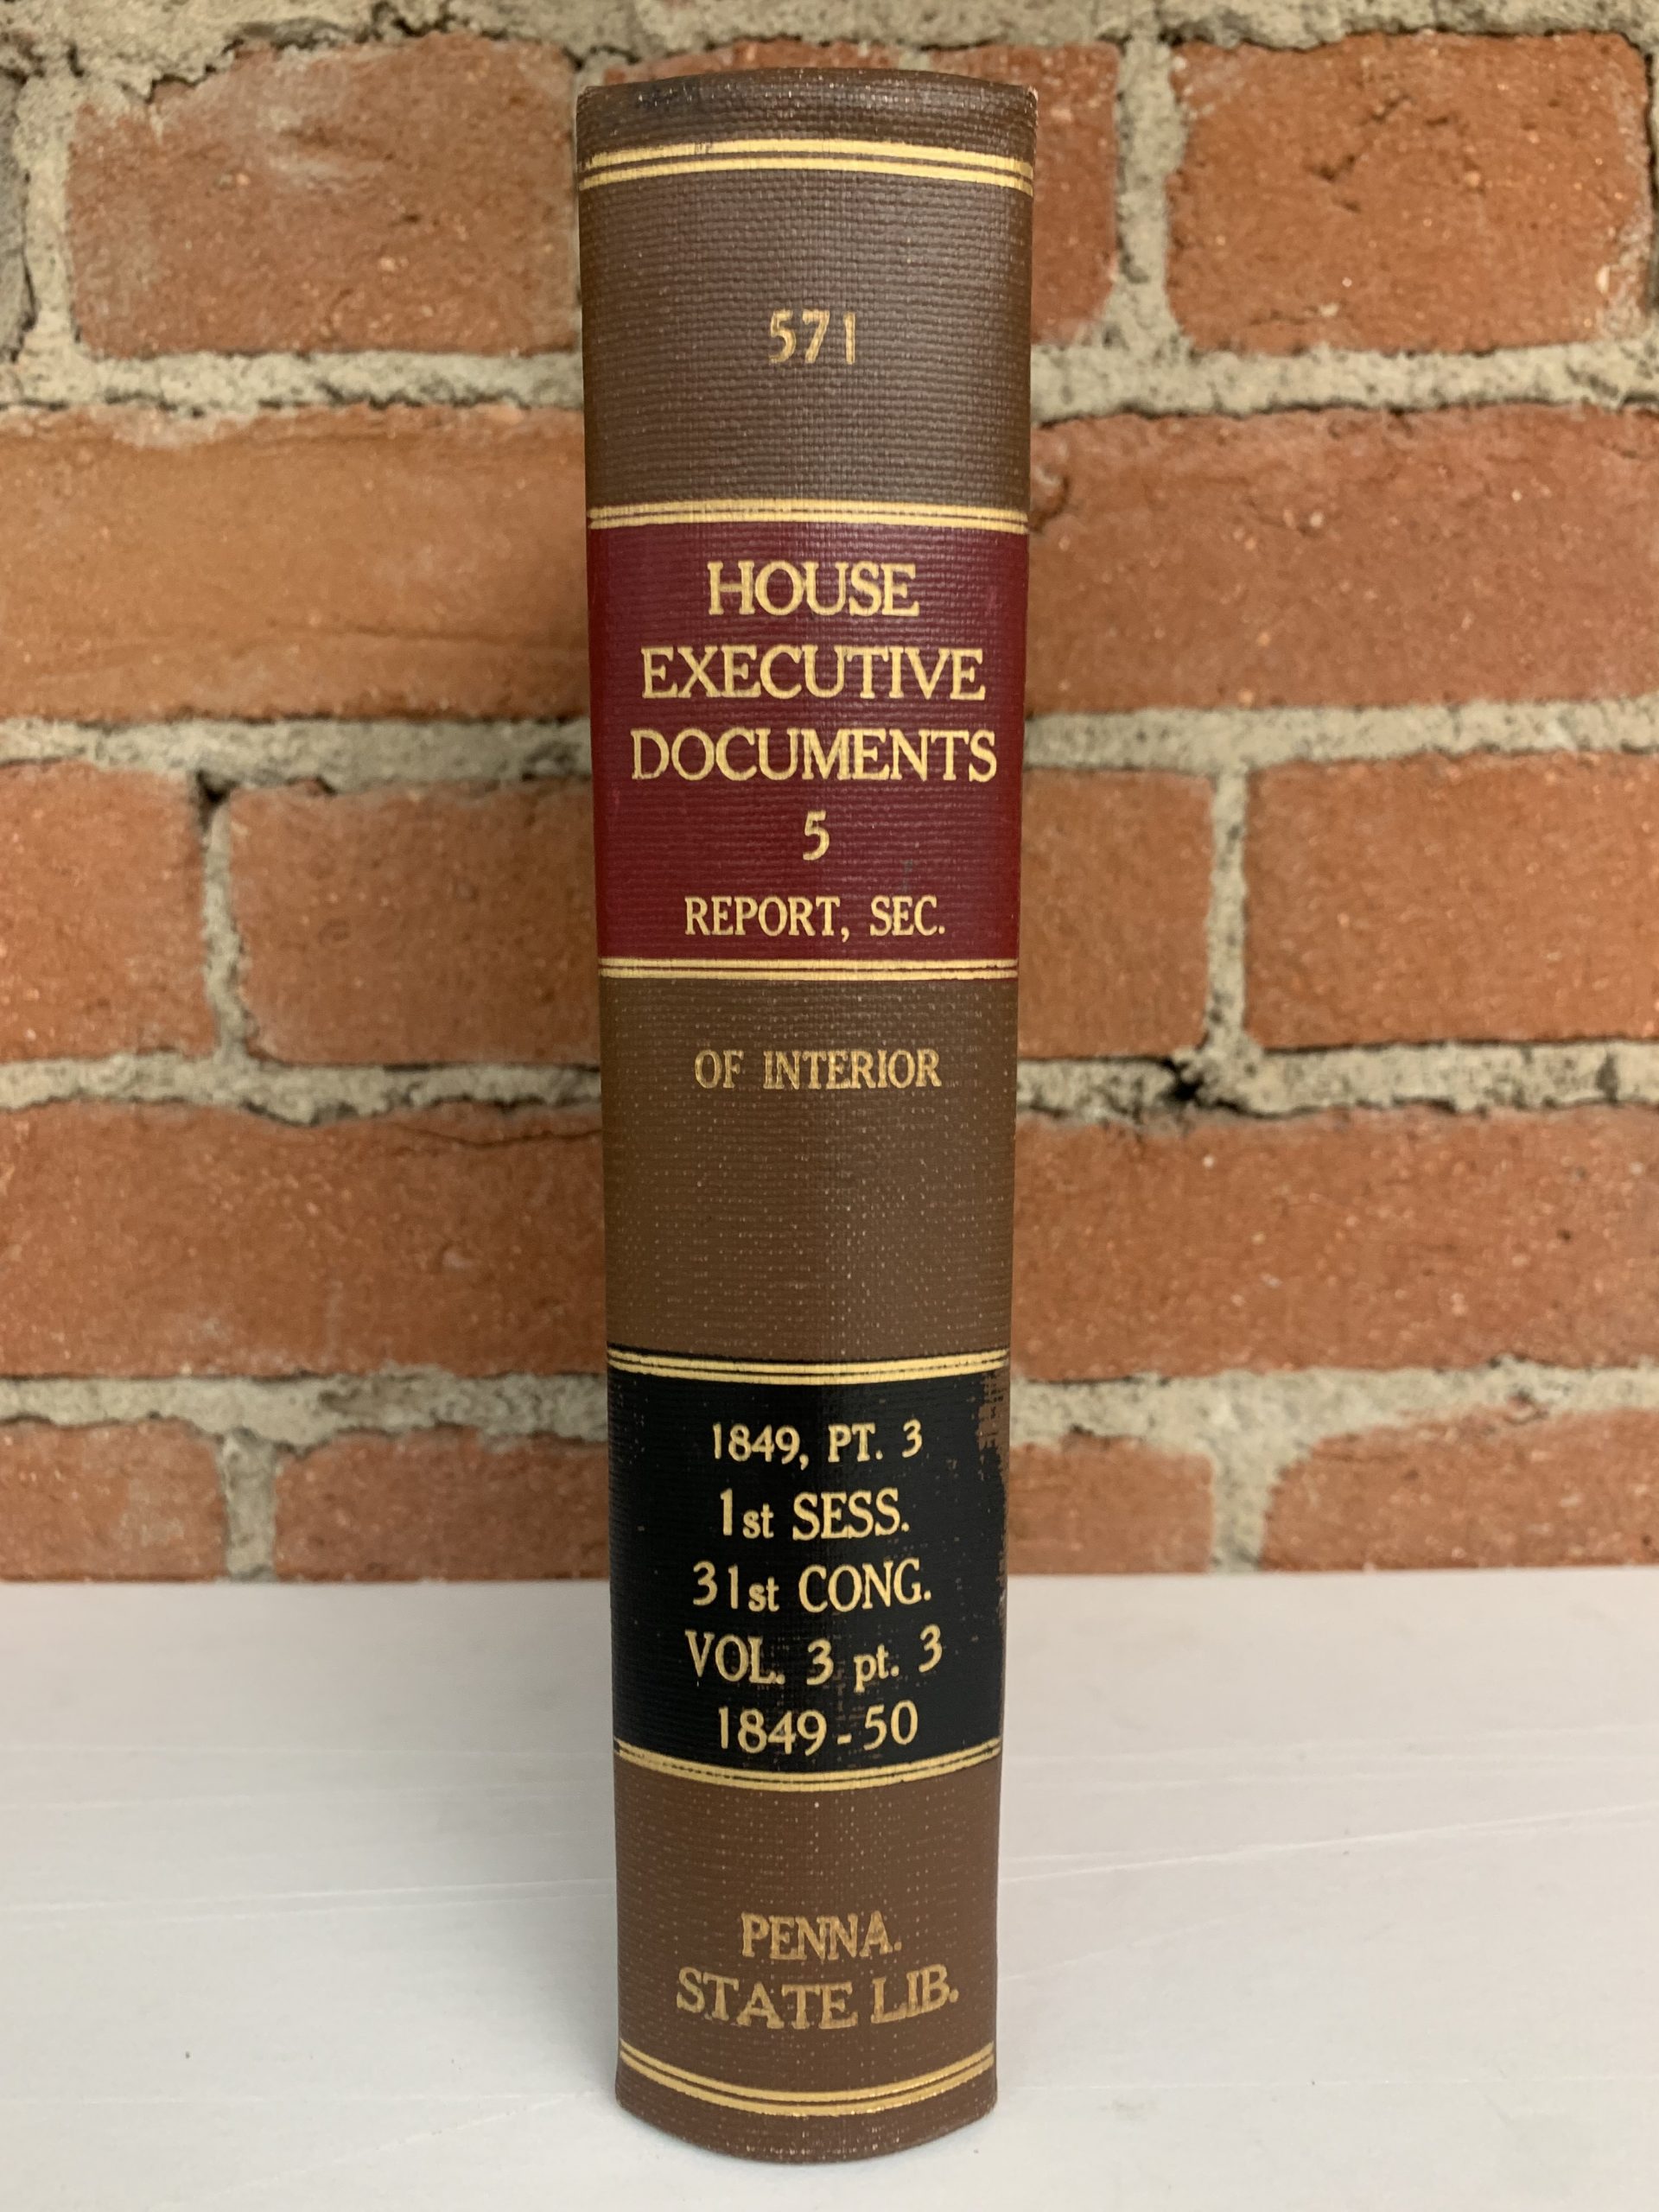 571
HOUSE
EXECUTIVE
DOCUMENTS
5
REPORT, SEC.
OF INTERIOR
1849, PT. 3
1st SESS.
31st CONG.
VOL. 3 pt. 3
1849-50
PENNA.
STATE LIB.